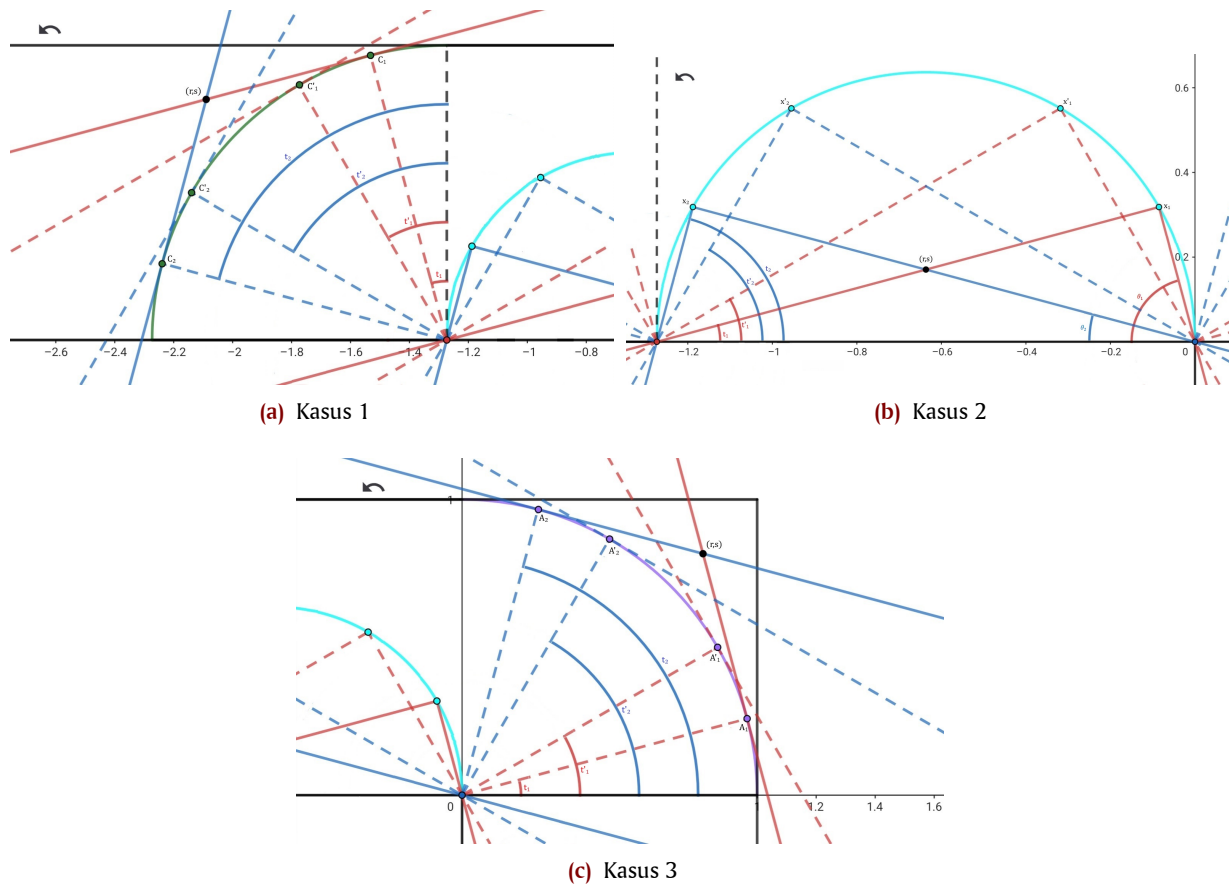 C₁
C'₁
(r,s)
t₂
t'₂
C'₂
t'₁
C₂
t₁
−2.6 −2.4 −2.2 −2 −1.8 −1.6 −1.4 −1.2 −1 −0.8
(a) Kasus 1
0.6
x'₂ x'₁
x₂ x₁
(r,s)
0.2
t₂
t'₂
θ₁
t'₁ t₁ θ₂
−1.2 −1 −0.8 −0.6 −0.4 −0.2 0
(b) Kasus 2
1
A₂
(r,s)
A'₂
t₂
A'₁
t'₂
A₁
t'₁
t₁
0 1 1.2 1.4 1.6
(c) Kasus 3